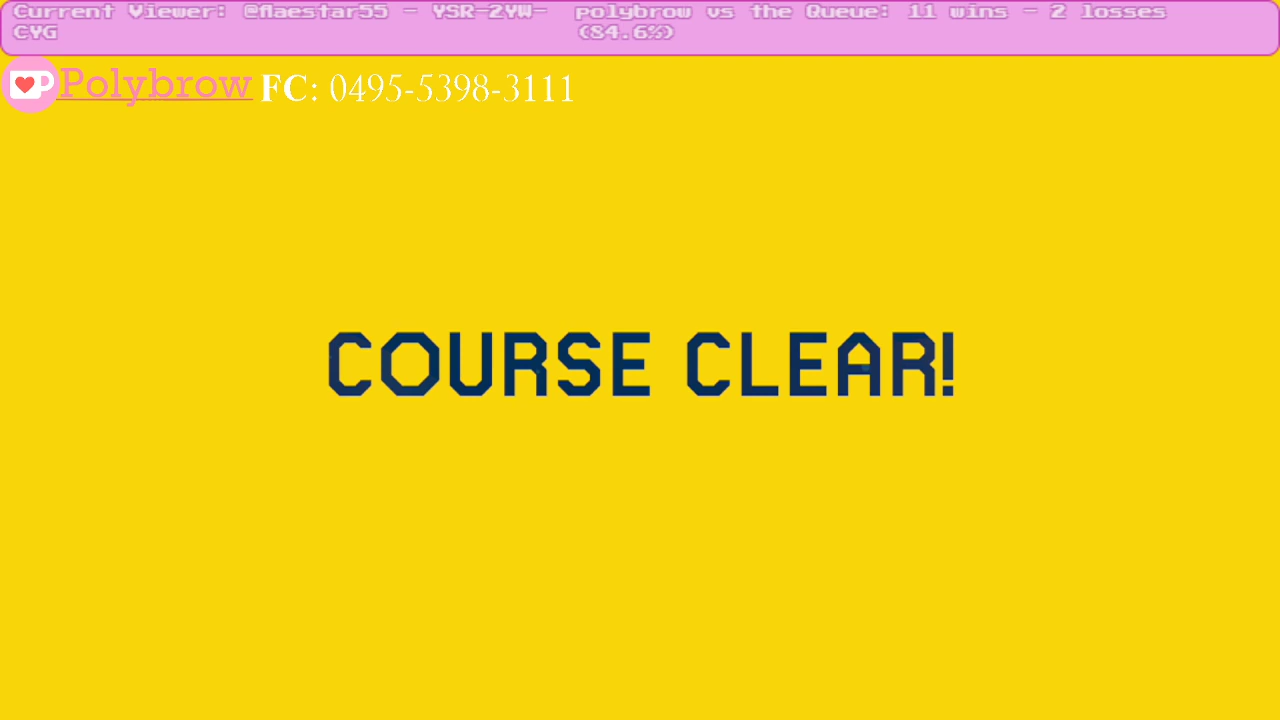 Current Viewer: @flaestar55 - YSR-2YW-
CYG
polybrow vs the Queue: 11 wins - 2 losses
(84.6%)
Polybrow FC: 0495-5398-3111
COURSE CLEAR!